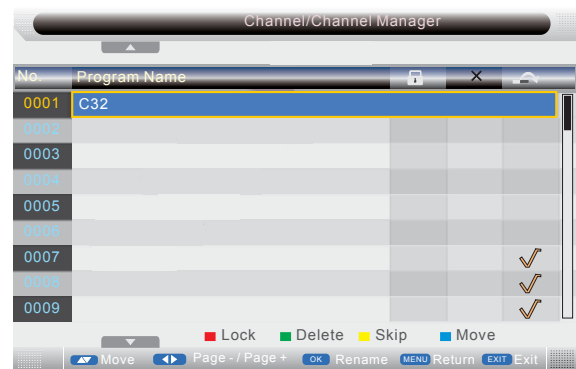 Channel/Channel Manager
No. Program Name
0001 C32
0002
0003
0004
0005
0006
0007
0008
0009
Lock Delete Skip Move
Move Page - / Page + OK Rename MENU Return EXIT Exit